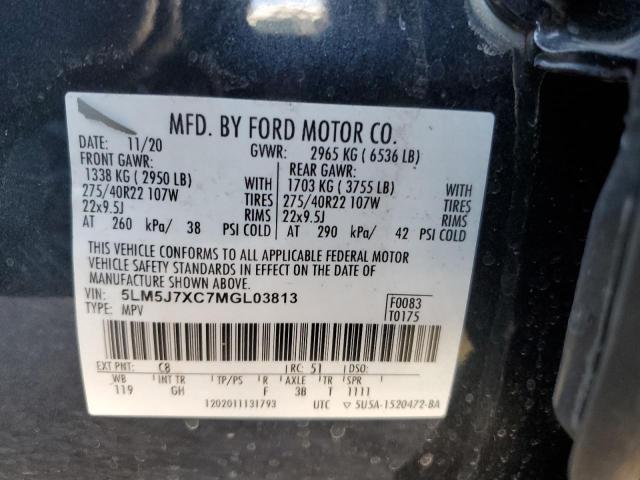 MFD. BY FORD MOTOR CO.
DATE: 11/20 GVWR: 2965 KG ( 6536 LB)
FRONT GAWR: REAR GAWR:
1338 KG ( 2950 LB) WITH 1703 KG ( 3755 LB) WITH
275/40R22 107W TIRES 275/40R22 107W TIRES
22x9.5J RIMS 22x9.5J RIMS
AT 260 kPa/ 38 PSI COLD AT 290 kPa/ 42 PSI COLD
THIS VEHICLE CONFORMS TO ALL APPLICABLE FEDERAL MOTOR
VEHICLE SAFETY STANDARDS IN EFFECT ON THE DATE OF
MANUFACTURE SHOWN ABOVE.
VIN: 5LM5J7XC7MGL03813 F0083
TYPE: MPV T0175
EXT PNT: C8 RC: 51 DSO:
WB INT TR TP/PS R AXLE TR SPR
119 GH F 3B T 1111
1202011131793 UTC ▽ 5U5A-1520472-BA